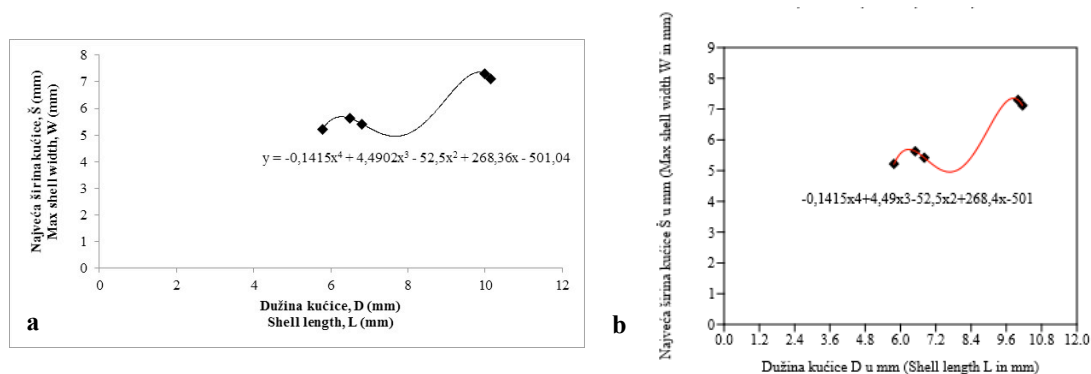 Najveća širina kućice, Š (mm)
Max shell width, W (mm)
8
7
6
5
4
3
2
1
0
y = -0,1415x⁴ + 4,4902x³ - 52,5x² + 268,36x - 501,04
0 2 4 6 8 10 12
Dužina kućice, D (mm)
Shell length, L (mm)
a
Najveća širina kućice Š u mm (Max shell width W in mm)
9
8
7
6
5
4
3
2
1
0
-0,1415x4+4,49x3-52,5x2+268,4x-501
0.0 1.2 2.4 3.6 4.8 6.0 7.2 8.4 9.6 10.8 12.0
Dužina kućice D u mm (Shell length L in mm)
b